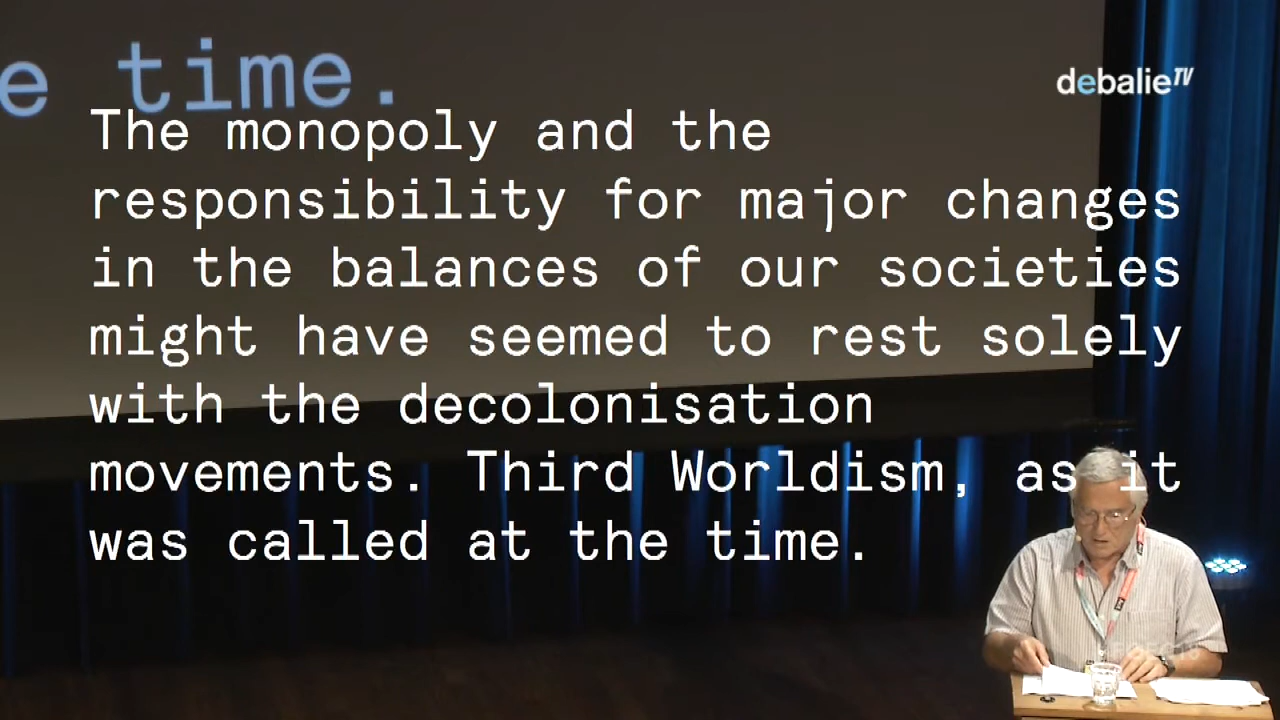 e time.
debalieTV
The monopoly and the
responsibility for major changes
in the balances of our societies
might have seemed to rest solely
with the decolonisation
movements. Third Worldism, as it
was called at the time.